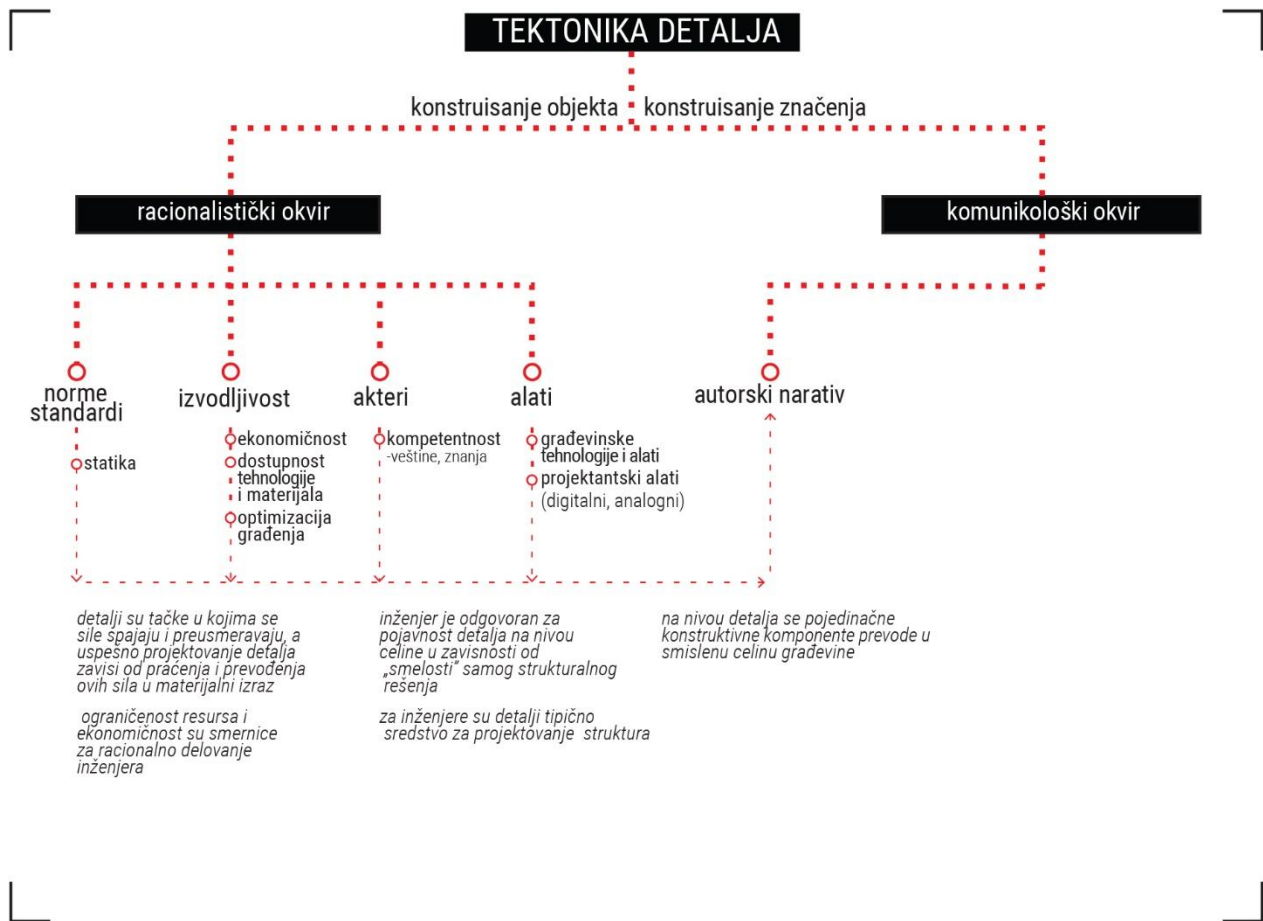 TEKTONIKA DETALJA
konstruisanje objekta
konstruisanje značenja
racionalistički okvir
komunikološki okvir
norme
standardi
statika
izvodljivost
ekonomičnost
dostupnost
tehnologije
i materijala
optimizacija
građenja
akteri
kompetentnost
-veštine, znanja
alati
građevinske
tehnologije i alati
projektantski alati
(digitalni, analogni)
autorski narativ
detalji su tačke u kojima se
sile spajaju i preusmeravaju, a
uspešno projektovanje detalja
zavisi od praćenja i prevođenja
ovih sila u materijalni izraz
ograničenost resursa i
ekonomičnost su smernice
za racionalno delovanje
inženjera
inženjer je odgovoran za
pojavnost detalja na nivou
celine u zavisnosti od
„smelosti“ samog strukturalnog
rešenja
za inženjere su detalji tipično
sredstvo za projektovanje struktura
na nivou detalja se pojedinačne
konstruktivne komponente prevode u
smislenu celinu građevine